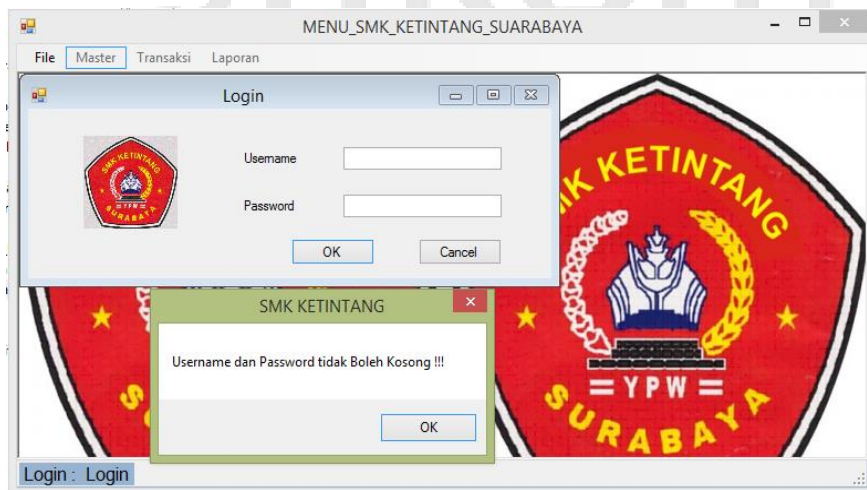 MENU_SMK_KETINTANG_SUARABAYA
File Master Transaksi Laporan
Login
SMK KETINTANG
SURABAYA
Username
Password
OK Cancel
SMK KETINTANG
Username dan Password tidak Boleh Kosong !!!
OK
KETINTANG
= YPW =
SURABAYA
Login : Login